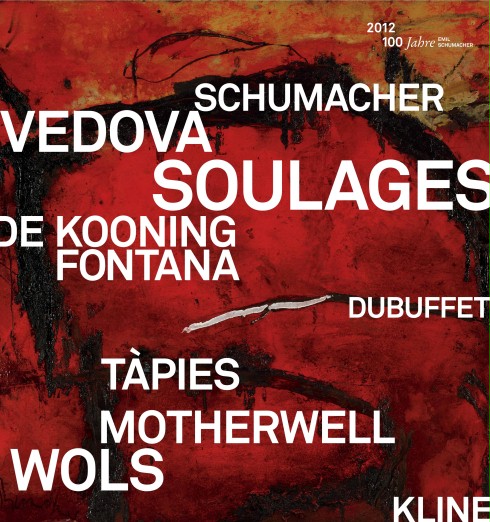 2012
100 Jahre EMIL SCHUMACHER
SCHUMACHER
VEDOVA
SOULAGES
DE KOONING
FONTANA
DUBUFFET
TÀPIES
MOTHERWELL
WOLS
KLINE